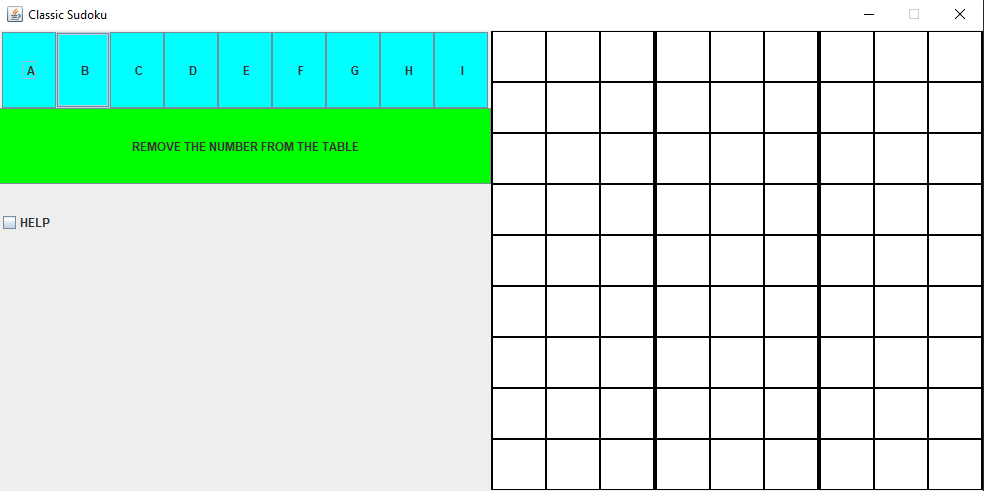 Classic Sudoku
A B C D E F G H I
REMOVE THE NUMBER FROM THE TABLE
HELP